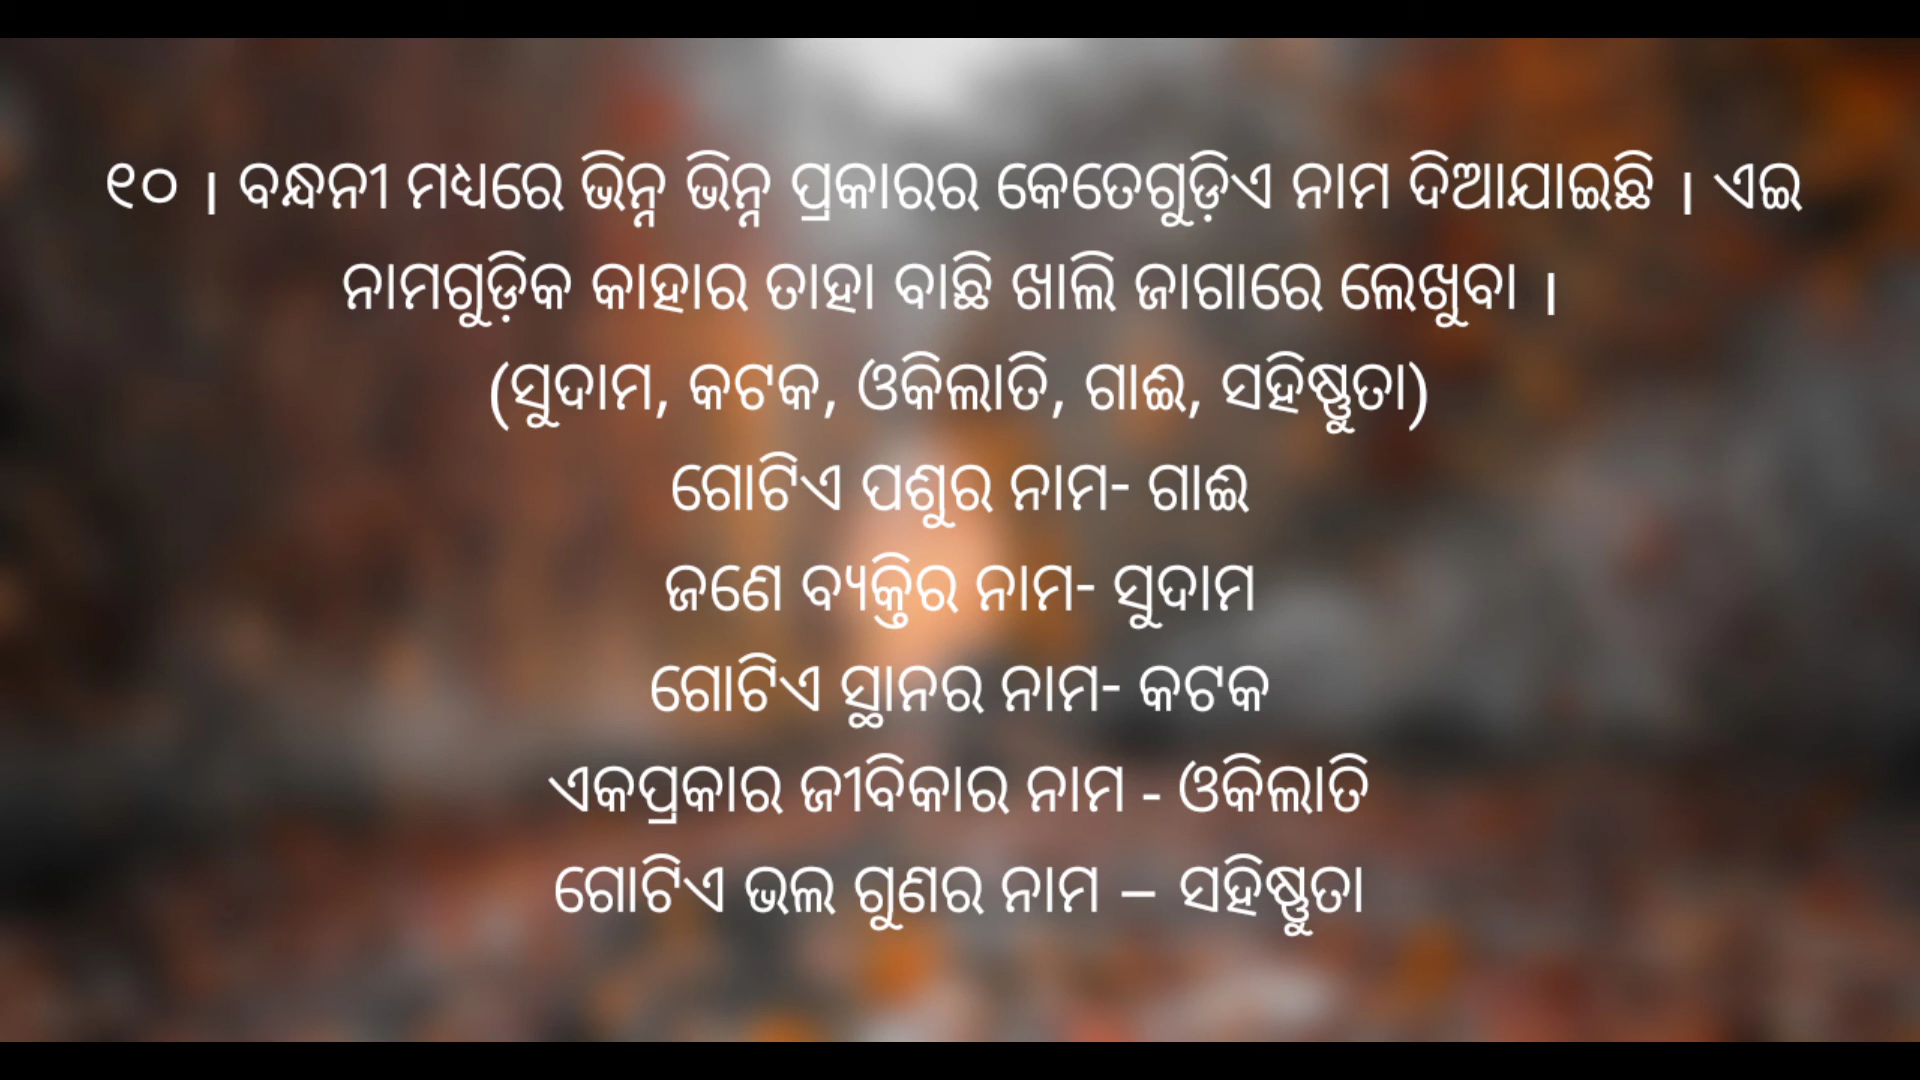 ୧୦ । ବନ୍ଧନୀ ମଧ୍ୟରେ ଭିନ୍ନ ଭିନ୍ନ ପ୍ରକାରର କେତେଗୁଡ଼ିଏ ନାମ ଦିଆଯାଇଛି । ଏଇ
ନାମଗୁଡ଼ିକ କାହାର ତାହା ବାଛି ଖାଲି ଜାଗାରେ ଲେଖୁବା ।
(ସୁଦାମ, କଟକ, ଓକିଲାତି, ଗାଈ, ସହିଷ୍ଣୁତା)
ଗୋଟିଏ ପଶୁର ନାମ- ଗାଈ
ଜଣେ ବ୍ୟକ୍ତିର ନାମ- ସୁଦାମ
ଗୋଟିଏ ସ୍ଥାନର ନାମ- କଟକ
ଏକପ୍ରକାର ଜୀବିକାର ନାମ - ଓକିଲାତି
ଗୋଟିଏ ଭଲ ଗୁଣର ନାମ – ସହିଷ୍ଣୁତା